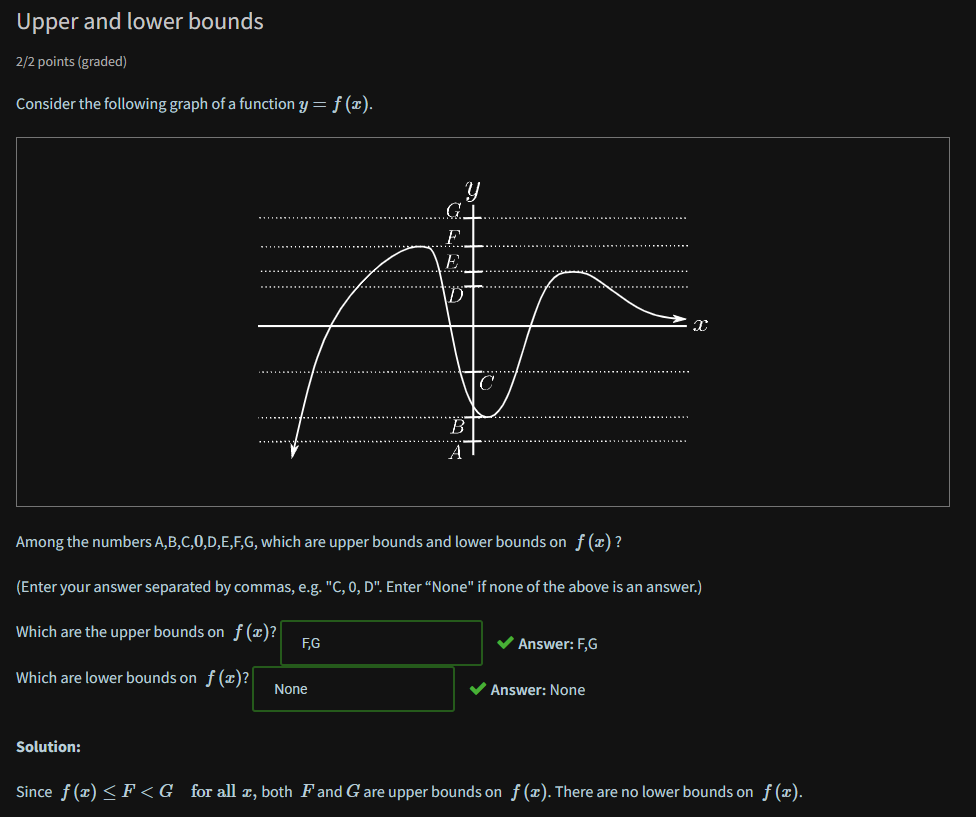 Upper and lower bounds
2/2 points (graded)
Consider the following graph of a function y = f (x).
y
G
F
E
D
x
C
B
A
Among the numbers A,B,C,0,D,E,F,G, which are upper bounds and lower bounds on f (x) ?
(Enter your answer separated by commas, e.g. "C, 0, D". Enter “None" if none of the above is an answer.)
Which are the upper bounds on f (x)? F,G Answer: F,G
Which are lower bounds on f (x)? None Answer: None
Solution:
Since f (x) ≤ F < G for all x, both F and G are upper bounds on f (x). There are no lower bounds on f (x).